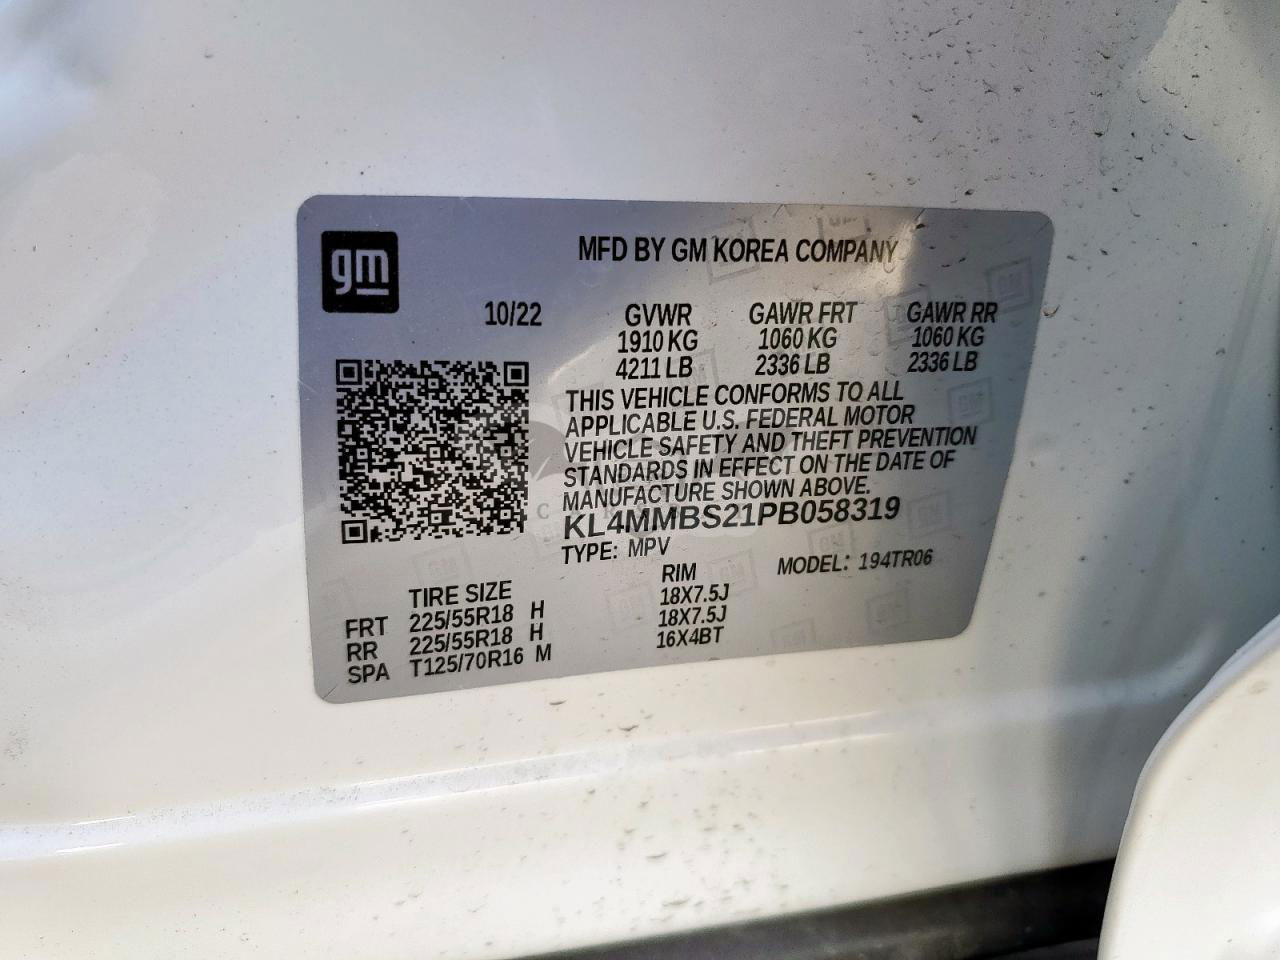 gm
MFD BY GM KOREA COMPANY
10/22 GVWR GAWR FRT GAWR RR
1910 KG 1060 KG 1060 KG
4211 LB 2336 LB 2336 LB
THIS VEHICLE CONFORMS TO ALL
APPLICABLE U.S. FEDERAL MOTOR
VEHICLE SAFETY AND THEFT PREVENTION
STANDARDS IN EFFECT ON THE DATE OF
MANUFACTURE SHOWN ABOVE.
KL4MMBS21PB058319
TYPE: MPV MODEL: 194TR06
TIRE SIZE RIM
FRT 225/55R18 H 18X7.5J
RR 225/55R18 H 18X7.5J
SPA T125/70R16 M 16X4BT